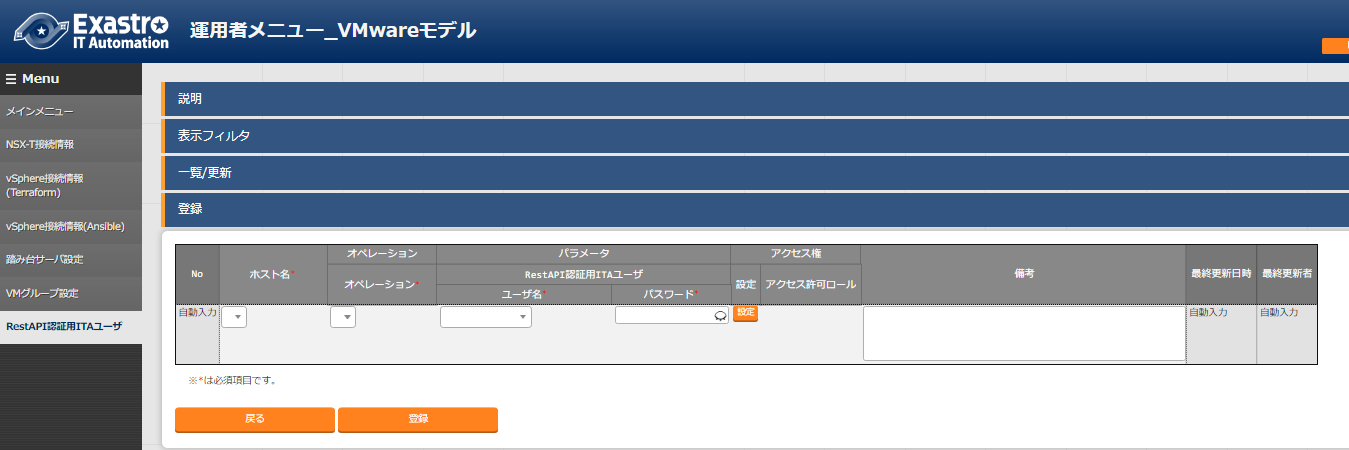 Exastro
IT Automation
運用者メニュー_VMwareモデル
Menu
メインメニュー
NSX-T接続情報
vSphere接続情報
(Terraform)
vSphere接続情報(Ansible)
踏み台サーバ設定
VMグループ設定
RestAPI認証用ITAユーザ
説明
表示フィルタ
一覧/更新
登録
No
ホスト名*
オペレーション
オペレーション*
パラメータ
RestAPI認証用ITAユーザ
ユーザ名*
パスワード*
アクセス権
設定
アクセス許可ロール
備考
最終更新日時
最終更新者
自動入力
設定
自動入力
自動入力
※*は必須項目です。
戻る
登録